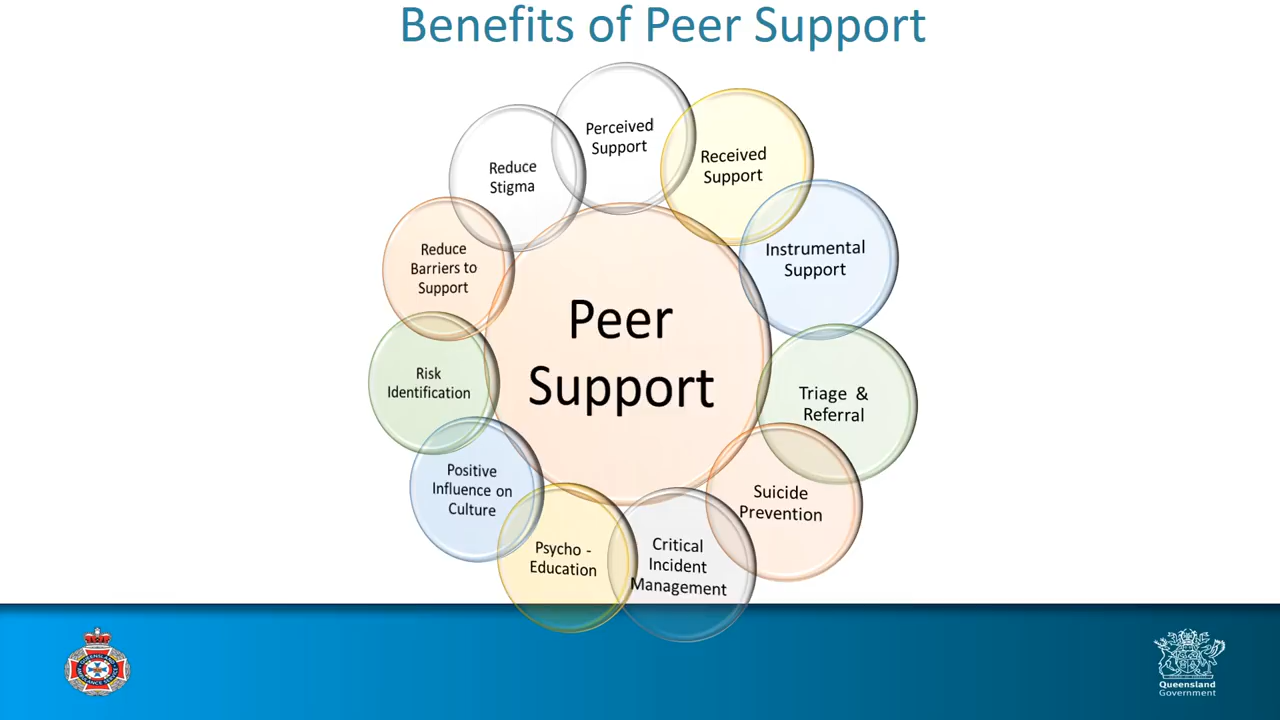 Benefits of Peer Support
Perceived
Support
Received
Support
Instrumental
Support
Triage &
Referral
Suicide
Prevention
Critical
Incident
Management
Psycho -
Education
Positive
Influence on
Culture
Risk
Identification
Reduce
Barriers to
Support
Reduce
Stigma
Peer
Support
Queensland
Government